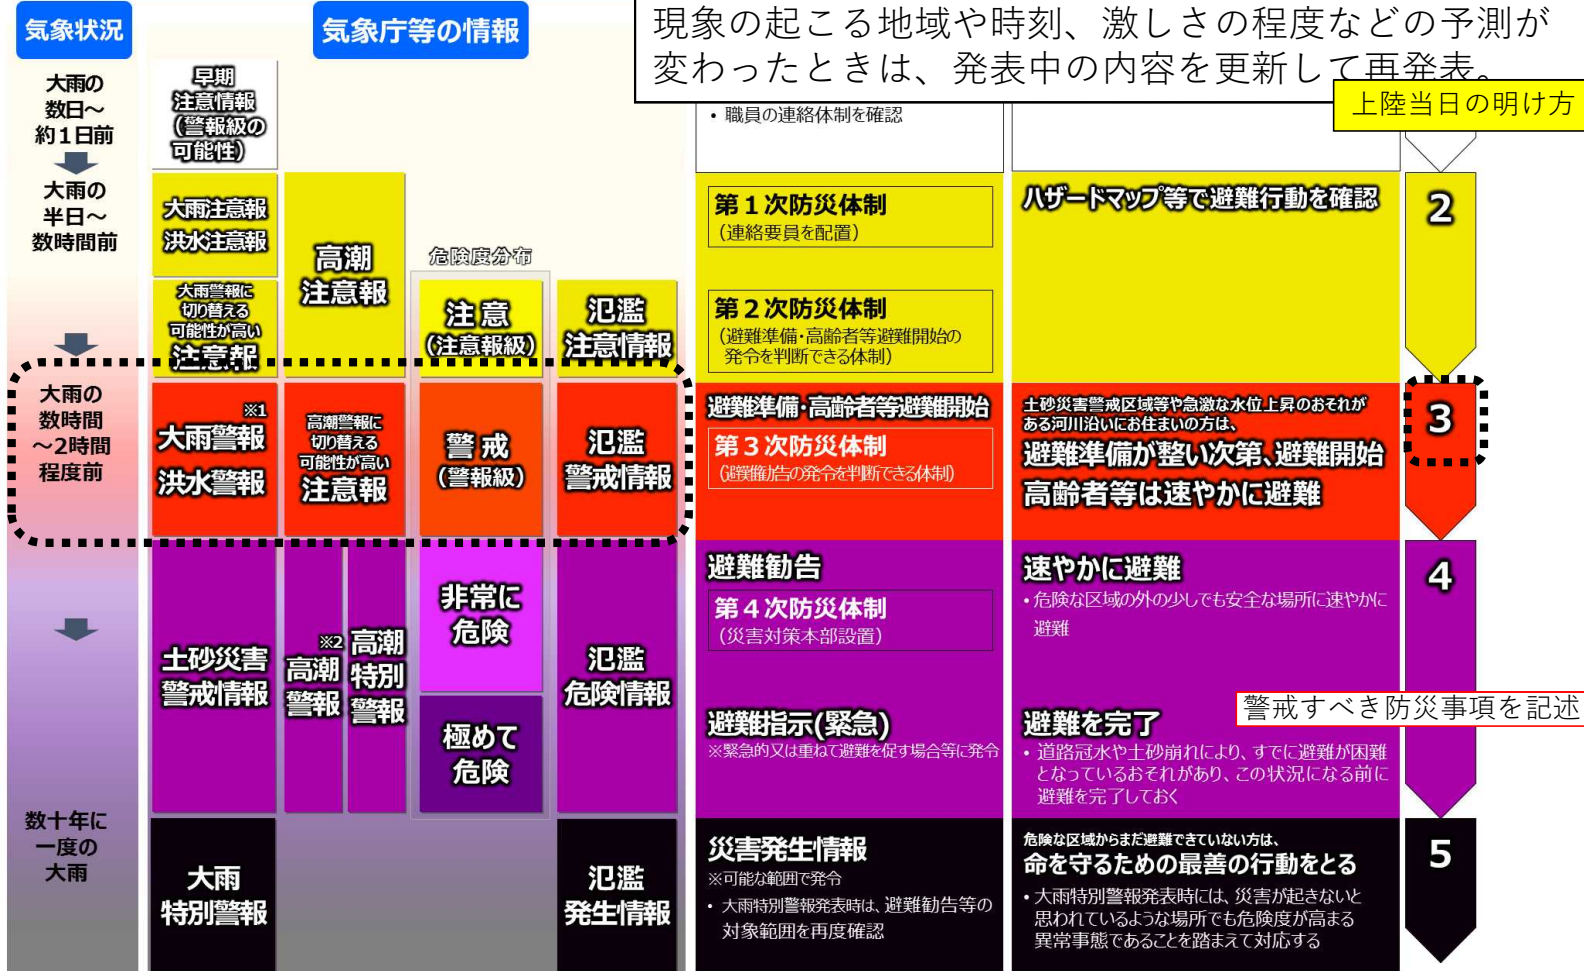 気象状況
気象庁等の情報
現象の起こる地域や時刻、激しさの程度などの予測が
変わったときは、発表中の内容を更新して再発表。
上陸当日の明け方
大雨の
数日～
約1日前
早期
注意情報
（警報級の
可能性）
・職員の連絡体制を確認
大雨の
半日～
数時間前
大雨注意報
洪水注意報
高潮
注意報
危険度分布
第１次防災体制
（連絡要員を配置）
ハザードマップ等で避難行動を確認
2
大雨警報に
切り替える
可能性が高い
注意報
注意
（注意報級）
氾濫
注意情報
第２次防災体制
（避難準備・高齢者等避難開始の
発令を判断できる体制）
大雨の
数時間
～2時間
程度前
※1
大雨警報
洪水警報
高潮警報に
切り替える
可能性が高い
注意報
警戒
（警報級）
氾濫
警戒情報
避難準備・高齢者等避難開始
第３次防災体制
（避難勧告の発令を判断できる体制）
土砂災害警戒区域等や急激な水位上昇のおそれが
ある河川沿いにお住まいの方は、
避難準備が整い次第、避難開始
高齢者等は速やかに避難
3
土砂災害
警戒情報
※2
高潮
警報
高潮
特別
警報
非常に
危険
極めて
危険
氾濫
危険情報
避難勧告
第４次防災体制
（災害対策本部設置）
避難指示(緊急)
※緊急的又は重ねて避難を促す場合等に発令
速やかに避難
・危険な区域の外の少しでも安全な場所に速やかに
避難
警戒すべき防災事項を記述
避難を完了
・道路冠水や土砂崩れにより、すでに避難が困難
となっているおそれがあり、この状況になる前に
避難を完了しておく
4
数十年に
一度の
大雨
大雨
特別警報
氾濫
発生情報
災害発生情報
※可能な範囲で発令
・大雨特別警報発表時は、避難勧告等の
対象範囲を再度確認
危険な区域からまだ避難できていない方は、
命を守るための最善の行動をとる
・大雨特別警報発表時には、災害が起きないと
思われているような場所でも危険度が高まる
異常事態であることを踏まえて対応する
5